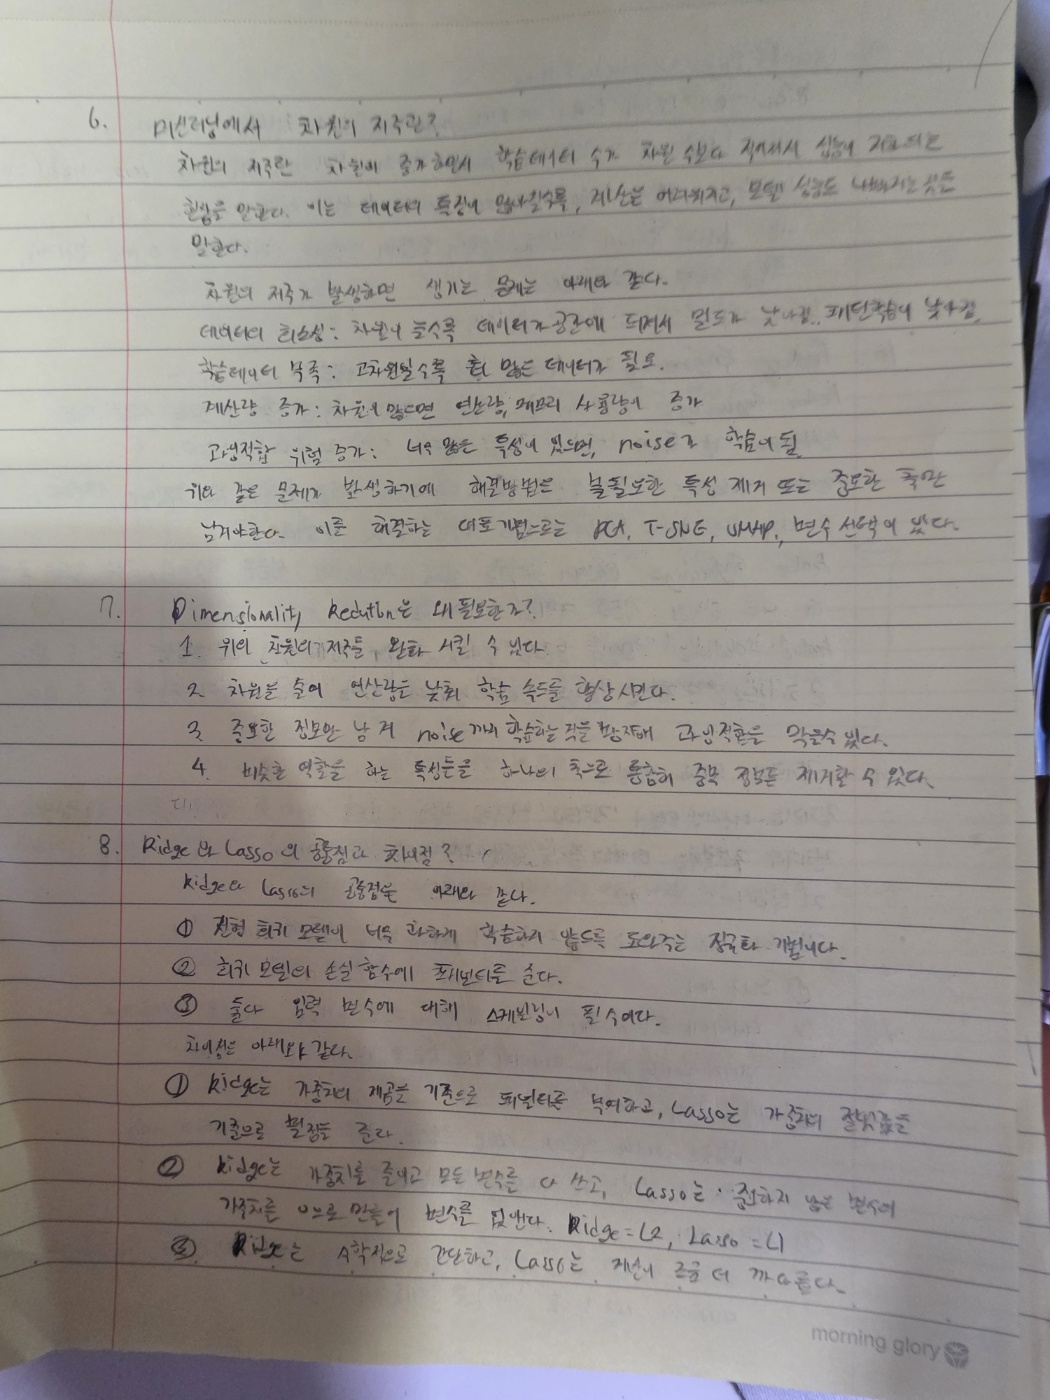 6. 머신러닝에서 차원의 저주란?
차원의 저주란 차원이 증가하면서 학습데이터 수가 차원 수보다 적어져서 성능이 저하되는
현상을 말한다. 이는 데이터의 특징이 많아질수록, 계산은 어려워지고, 모델 성능도 나빠지는 것을
말한다.
차원의 저주가 발생하면 생기는 문제는 아래와 같다.
데이터의 희소성: 차원이 늘수록 데이터가 공간에 퍼져서 밀도가 낮아짐. 패턴학습이 낮아짐.
학습데이터 부족: 고차원일수록 훨씬 많은 데이터가 필요.
계산량 증가: 차원이 많으면 연산량, 메모리 사용량이 증가
과녕적합 위험 증가: 너무 많은 특성이 있으면, noise가 학습이 됨
위와 같은 문제가 발생하기에 해결방법은 불필요한 특성 제거 또는 중요한 축만
남겨야한다. 이를 해결하는 대표기법으로는 PCA, T-SNE, UMAP, 변수 선택이 있다.
7. Dimensionality Redution은 왜 필요한가?
1. 위의 차원의 저주를, 완화 시킬 수 있다
2. 차원을 줄여 연산량을 낮춰 학습 속도를 향상시킨다.
3. 중요한 정보만 남겨 noise까지 학습하는 것을 방지해 과녕적합을 막을수 있다.
4. 비슷한 역할을 하는 특성들을 하나의 축으로 통합해 중복 정보를 제거할 수 있다.
8. Ridge와 Lasso의 공통점과 차이점?
Ridge와 Lasso의 공통점은 아래와 같다.
① 선형 회귀 모델이 너무 과하게 학습하지 않도록 도와주는 정규화 기법이다.
② 회귀 모델의 손실 함수에 패널티를 준다.
③ 둘다 입력 변수에 대해 스케일링이 필수이다.
차이점은 아래와 같다.
① Ridge는 가중치의 제곱을 기준으로 패널티를 부여하고, Lasso는 가중치의 절댓값을
기준으로 벌점을 준다.
② Ridge는 가중치를 줄이고 모든 변수를 다 쓰고, Lasso는 중요하지 않은 변수의
가중치를 0으로 만들어 변수를 없앤다. Ridge = L2, Lasso = L1
③ Ridge는 수학적으로 간단하고, Lasso는 계산이 조금 더 까다롭다.
morning glory